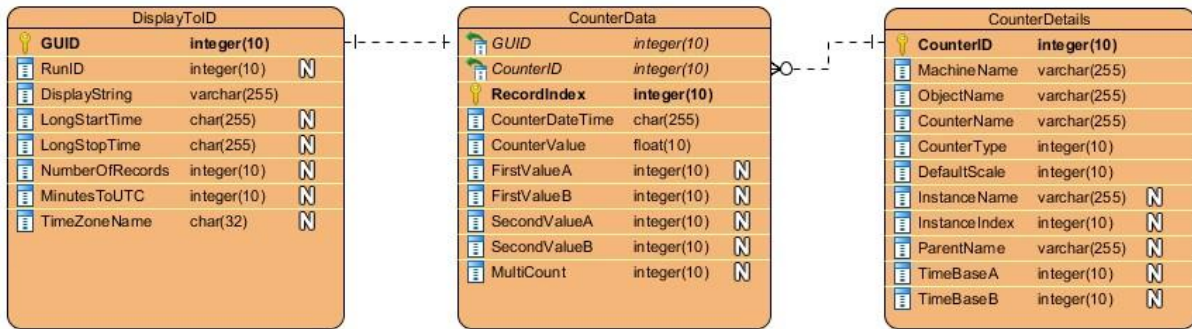 DisplayToID
GUID integer(10)
RunID integer(10) N
DisplayString varchar(255)
LongStartTime char(255) N
LongStopTime char(255) N
NumberOfRecords integer(10) N
MinutesToUTC integer(10) N
TimeZoneName char(32) N
CounterData
GUID integer(10)
CounterID integer(10)
RecordIndex integer(10)
CounterDateTime char(255)
CounterValue float(10)
FirstValueA integer(10) N
FirstValueB integer(10) N
SecondValueA integer(10) N
SecondValueB integer(10) N
MultiCount integer(10) N
CounterDetails
CounterID integer(10)
MachineName varchar(255)
ObjectName varchar(255)
CounterName varchar(255)
CounterType integer(10)
DefaultScale integer(10)
InstanceName varchar(255) N
InstanceIndex integer(10) N
ParentName varchar(255) N
TimeBaseA integer(10) N
TimeBaseB integer(10) N